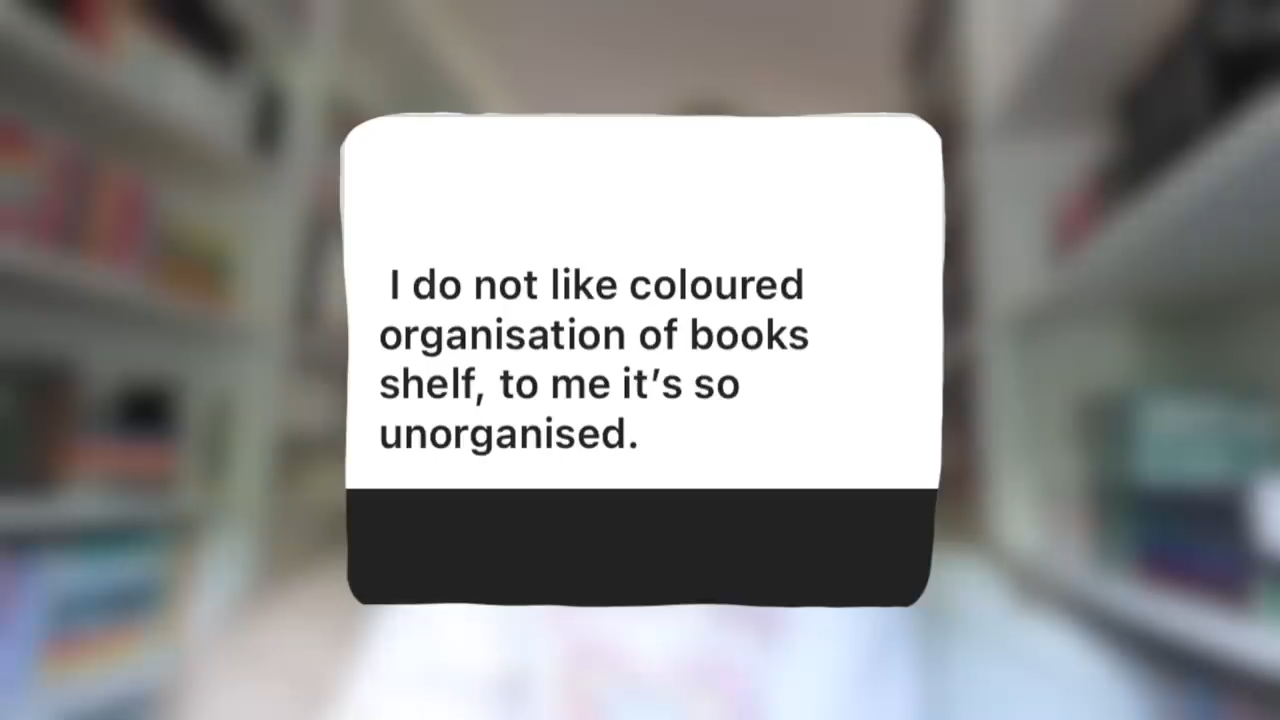 I do not like coloured
organisation of books
shelf, to me it’s so
unorganised.